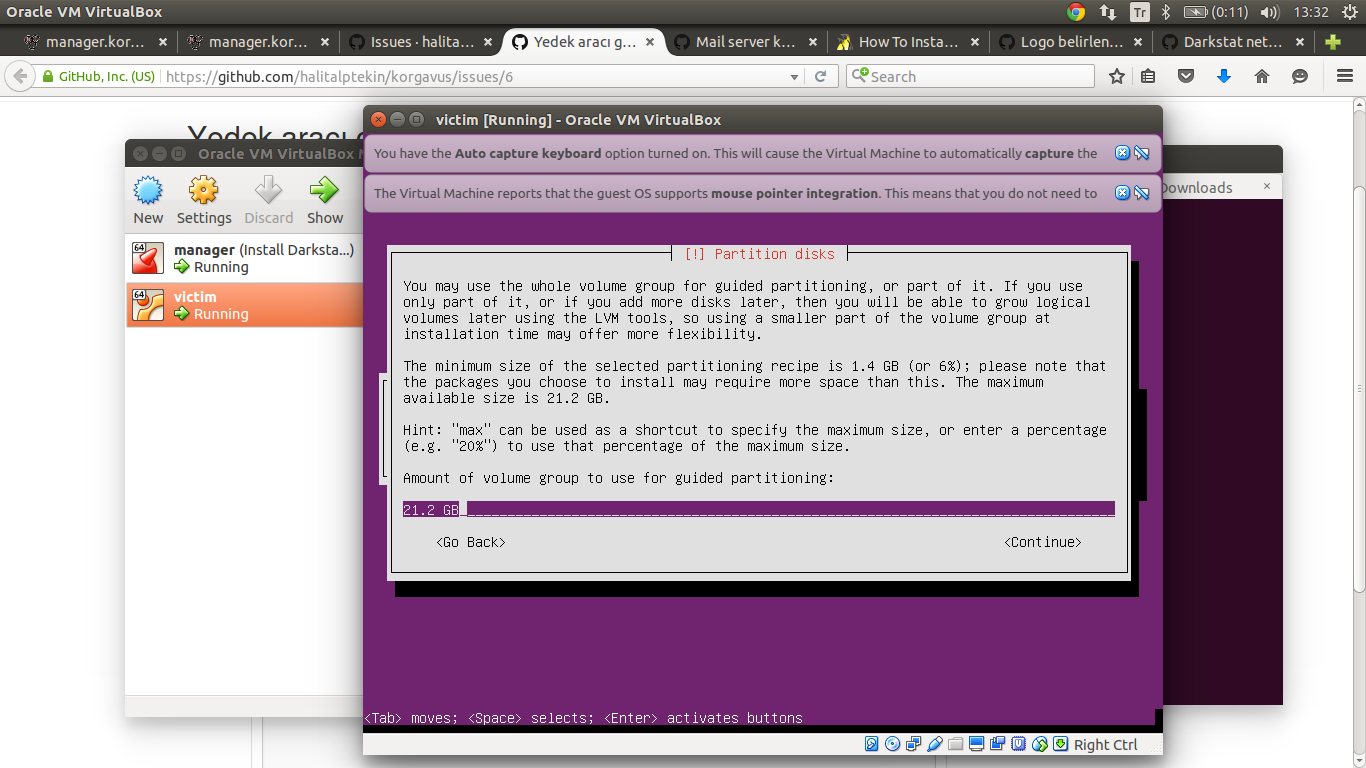 Oracle VM VirtualBox
Tr
(0:11)
13:32
manager.kor...
manager.kor...
Issues · halita...
Yedek aracı g...
Mail server k...
How To Insta...
Logo belirlen...
Darkstat net...
GitHub, Inc. (US)
https://github.com/halitalptekin/korgavus/issues/6
Search
Yedek aracı
Oracle VM VirtualBox M
New
Settings
Discard
Show
64
manager (Install Darksta...)
Running
64
victim
Running
Downloads
victim [Running] - Oracle VM VirtualBox
You have the Auto capture keyboard option turned on. This will cause the Virtual Machine to automatically capture the
The Virtual Machine reports that the guest OS supports mouse pointer integration. This means that you do not need to
[!] Partition disks
You may use the whole volume group for guided partitioning, or part of it. If you use
only part of it, or if you add more disks later, then you will be able to grow logical
volumes later using the LVM tools, so using a smaller part of the volume group at
installation time may offer more flexibility.
The minimum size of the selected partitioning recipe is 1.4 GB (or 6%); please note that
the packages you choose to install may require more space than this. The maximum
available size is 21.2 GB.
Hint: "max" can be used as a shortcut to specify the maximum size, or enter a percentage
(e.g. "20%") to use that percentage of the maximum size.
Amount of volume group to use for guided partitioning:
21.2 GB
<Go Back>
<Continue>
<Tab> moves; <Space> selects; <Enter> activates buttons
Right Ctrl